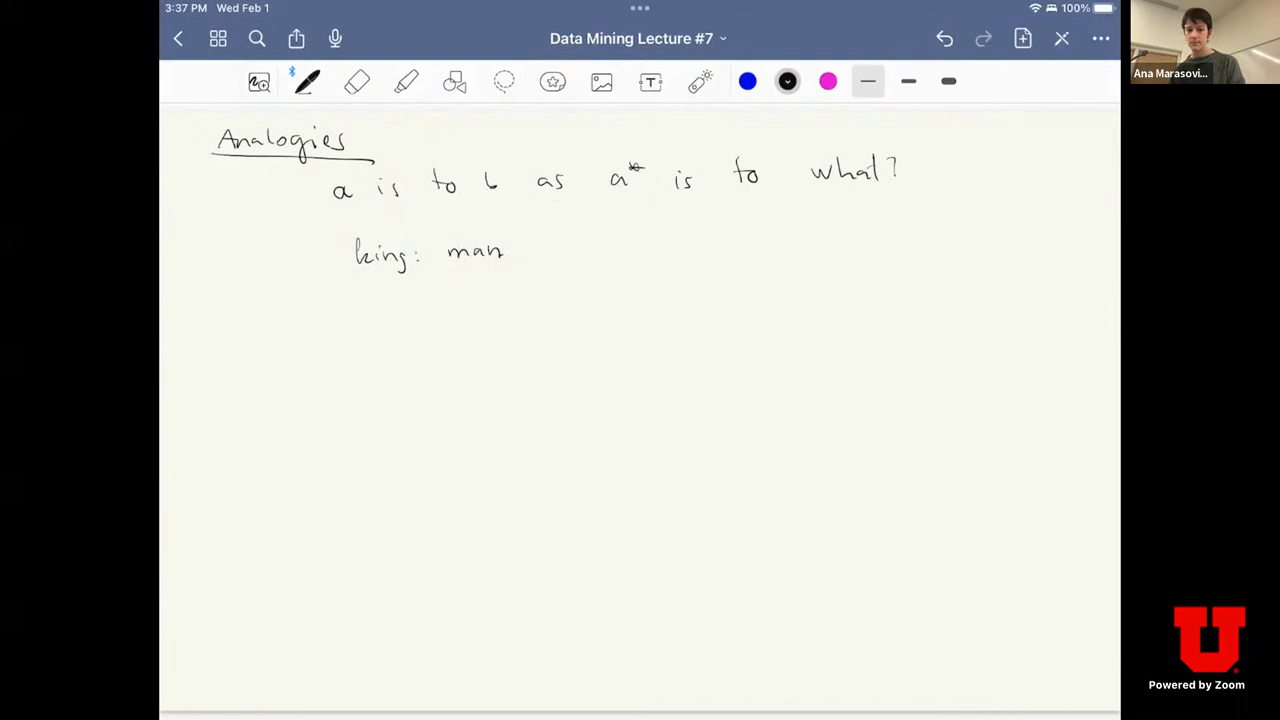 3:37 PM Wed Feb 1
100%
Data Mining Lecture #7
T
Analogies
a is to b as a* is to what?
king: man
Ana Marasovi...
U
Powered by Zoom